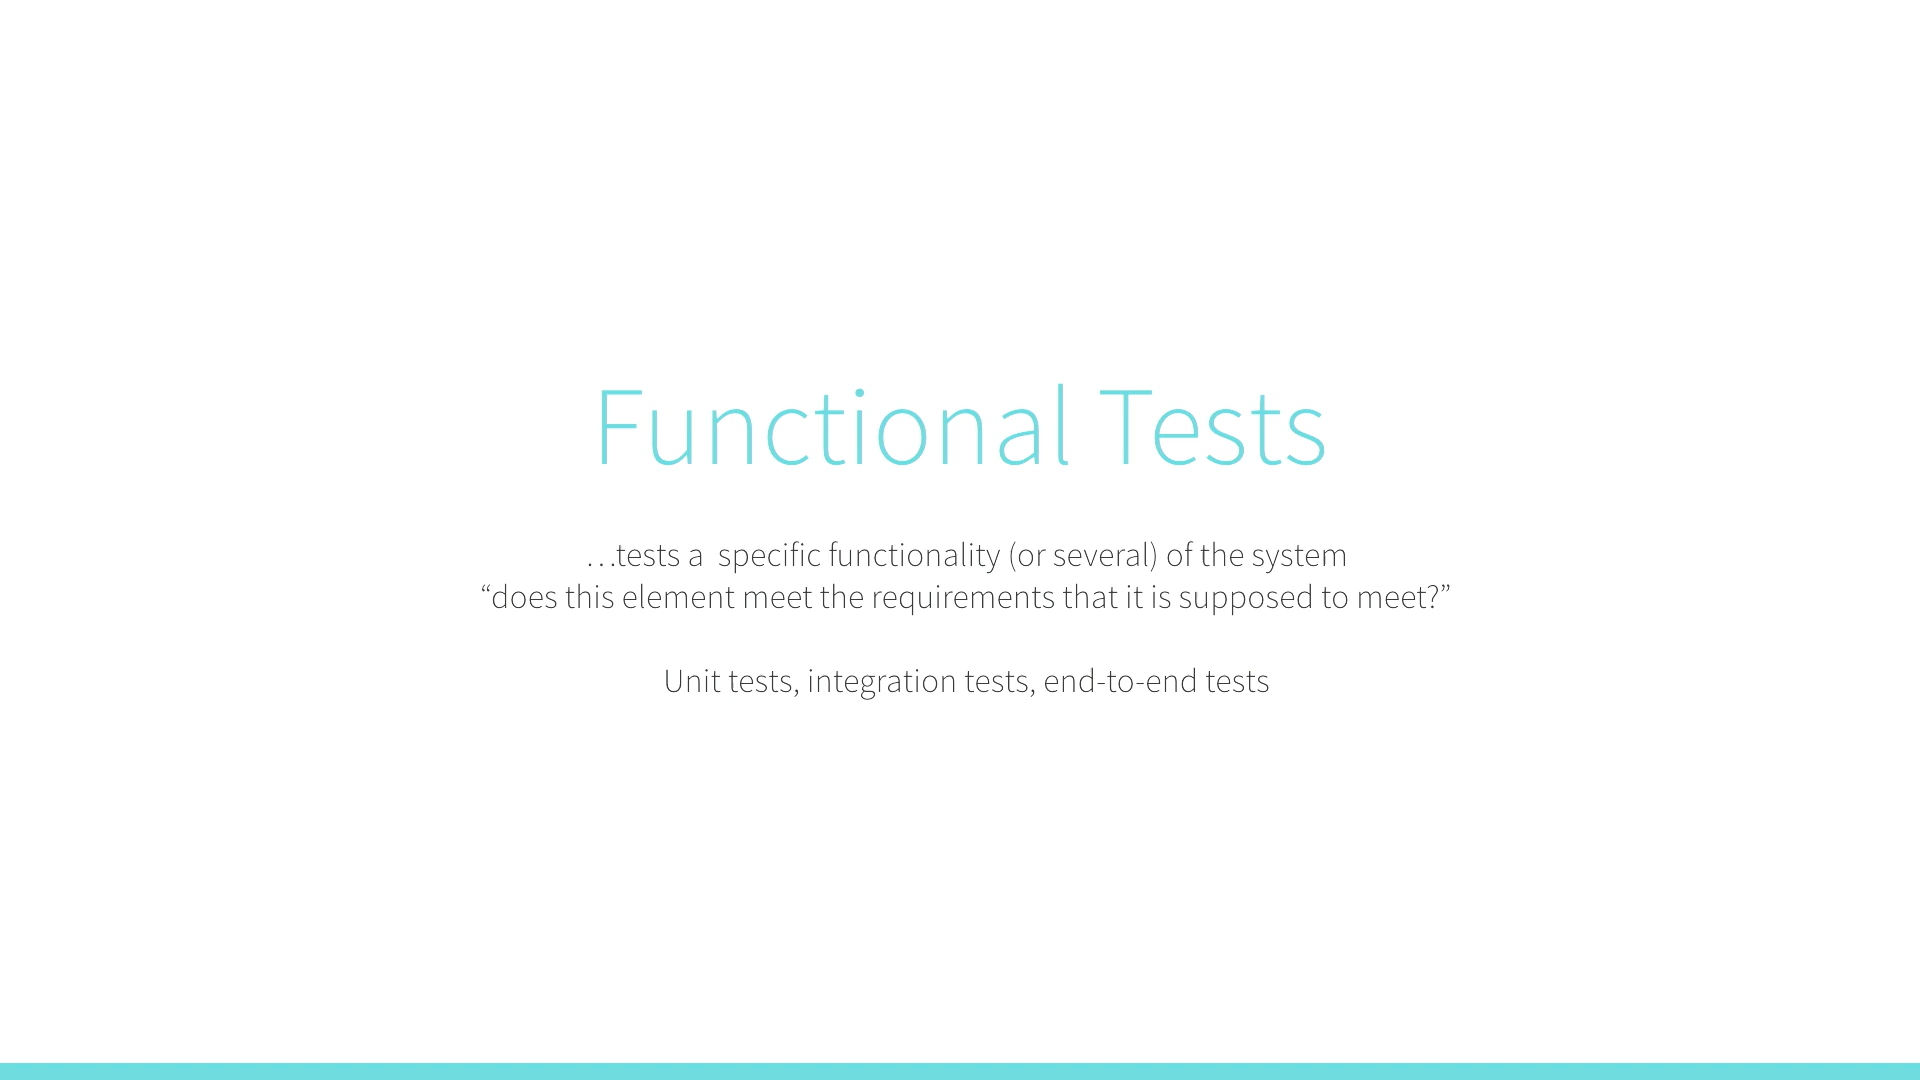 Functional Tests
…tests a  specific functionality (or several) of the system
“does this element meet the requirements that it is supposed to meet?”
Unit tests, integration tests, end-to-end tests